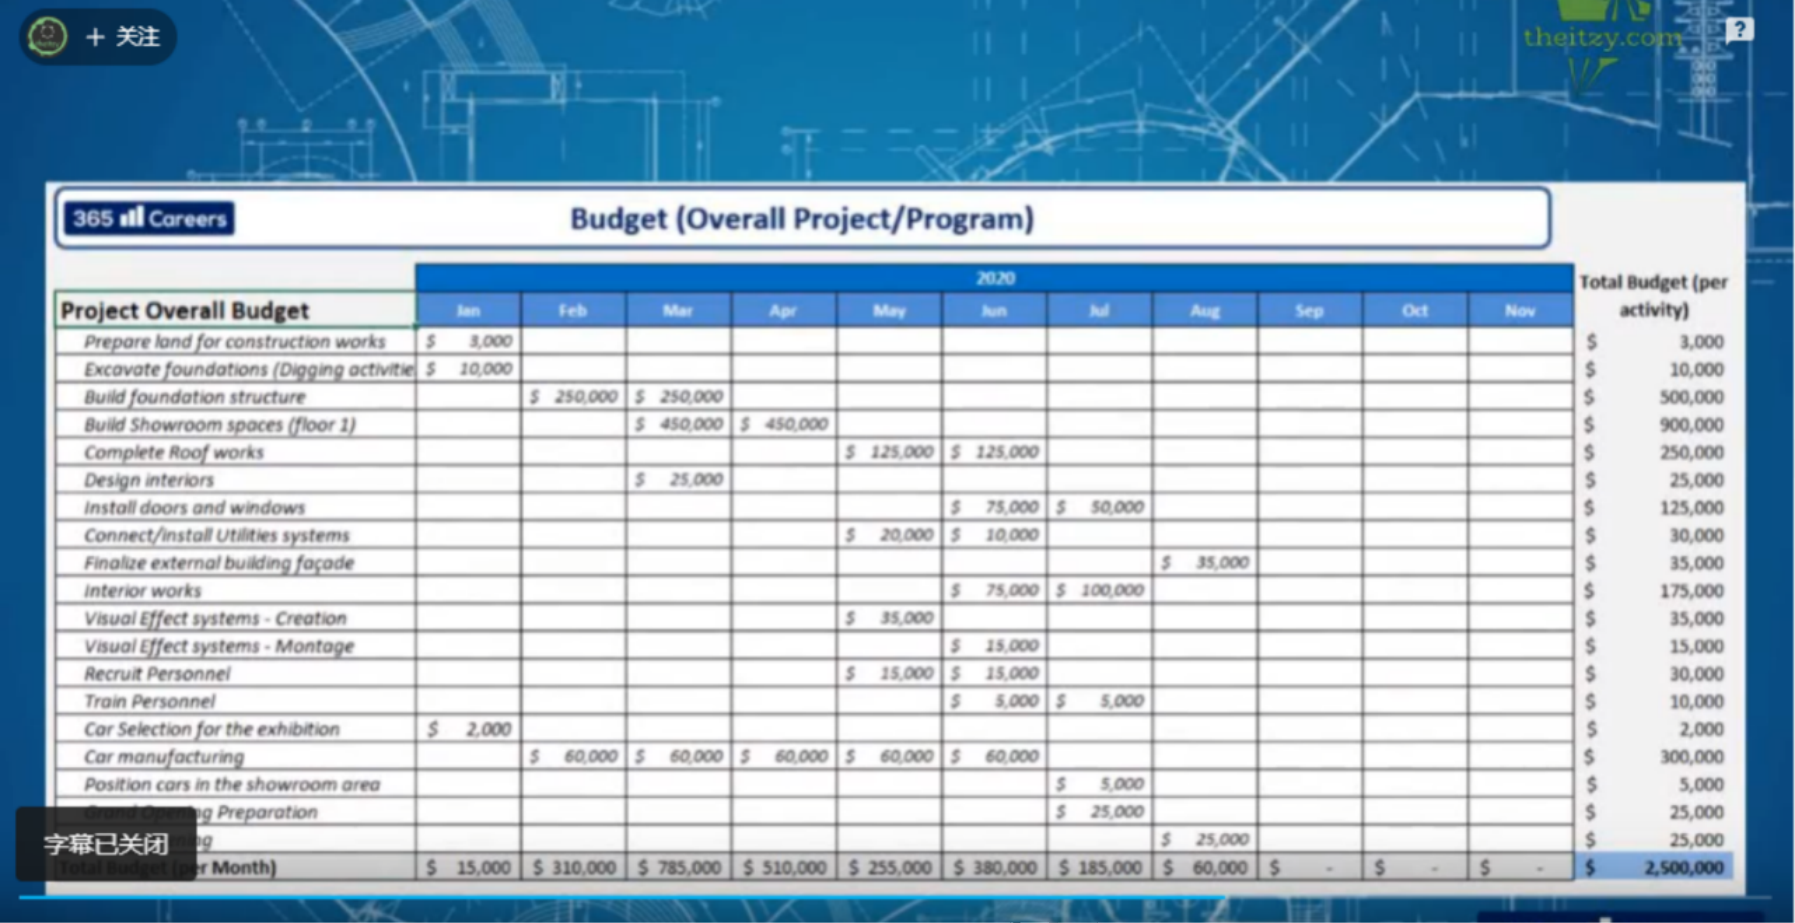 + 关注
theitzy.com
?
365 Careers
Budget (Overall Project/Program)
2020
Total Budget (per activity)
Project Overall Budget Jan Feb Mar Apr May Jun Jul Aug Sep Oct Nov
Prepare land for construction works $ 3,000 $ 3,000
Excavate foundations (Digging activitie $ 10,000 $ 10,000
Build foundation structure $ 250,000 $ 250,000 $ 500,000
Build Showroom spaces (floor 1) $ 450,000 $ 450,000 $ 900,000
Complete Roof works $ 125,000 $ 125,000 $ 250,000
Design interiors $ 25,000 $ 25,000
Install doors and windows $ 75,000 $ 50,000 $ 125,000
Connect/install Utilities systems $ 20,000 $ 10,000 $ 30,000
Finalize external building façade $ 35,000 $ 35,000
Interior works $ 75,000 $ 100,000 $ 175,000
Visual Effect systems - Creation $ 35,000 $ 35,000
Visual Effect systems - Montage $ 15,000 $ 15,000
Recruit Personnel $ 15,000 $ 15,000 $ 30,000
Train Personnel $ 5,000 $ 5,000 $ 10,000
Car Selection for the exhibition $ 2,000 $ 2,000
Car manufacturing $ 60,000 $ 60,000 $ 60,000 $ 60,000 $ 60,000 $ 300,000
Position cars in the showroom area $ 5,000 $ 5,000
Grand Opening Preparation $ 25,000 $ 25,000
$ 25,000 $ 25,000
字幕已关闭
Total Budget (per Month) $ 15,000 $ 310,000 $ 785,000 $ 510,000 $ 255,000 $ 380,000 $ 185,000 $ 60,000 $ - $ - $ - $ 2,500,000